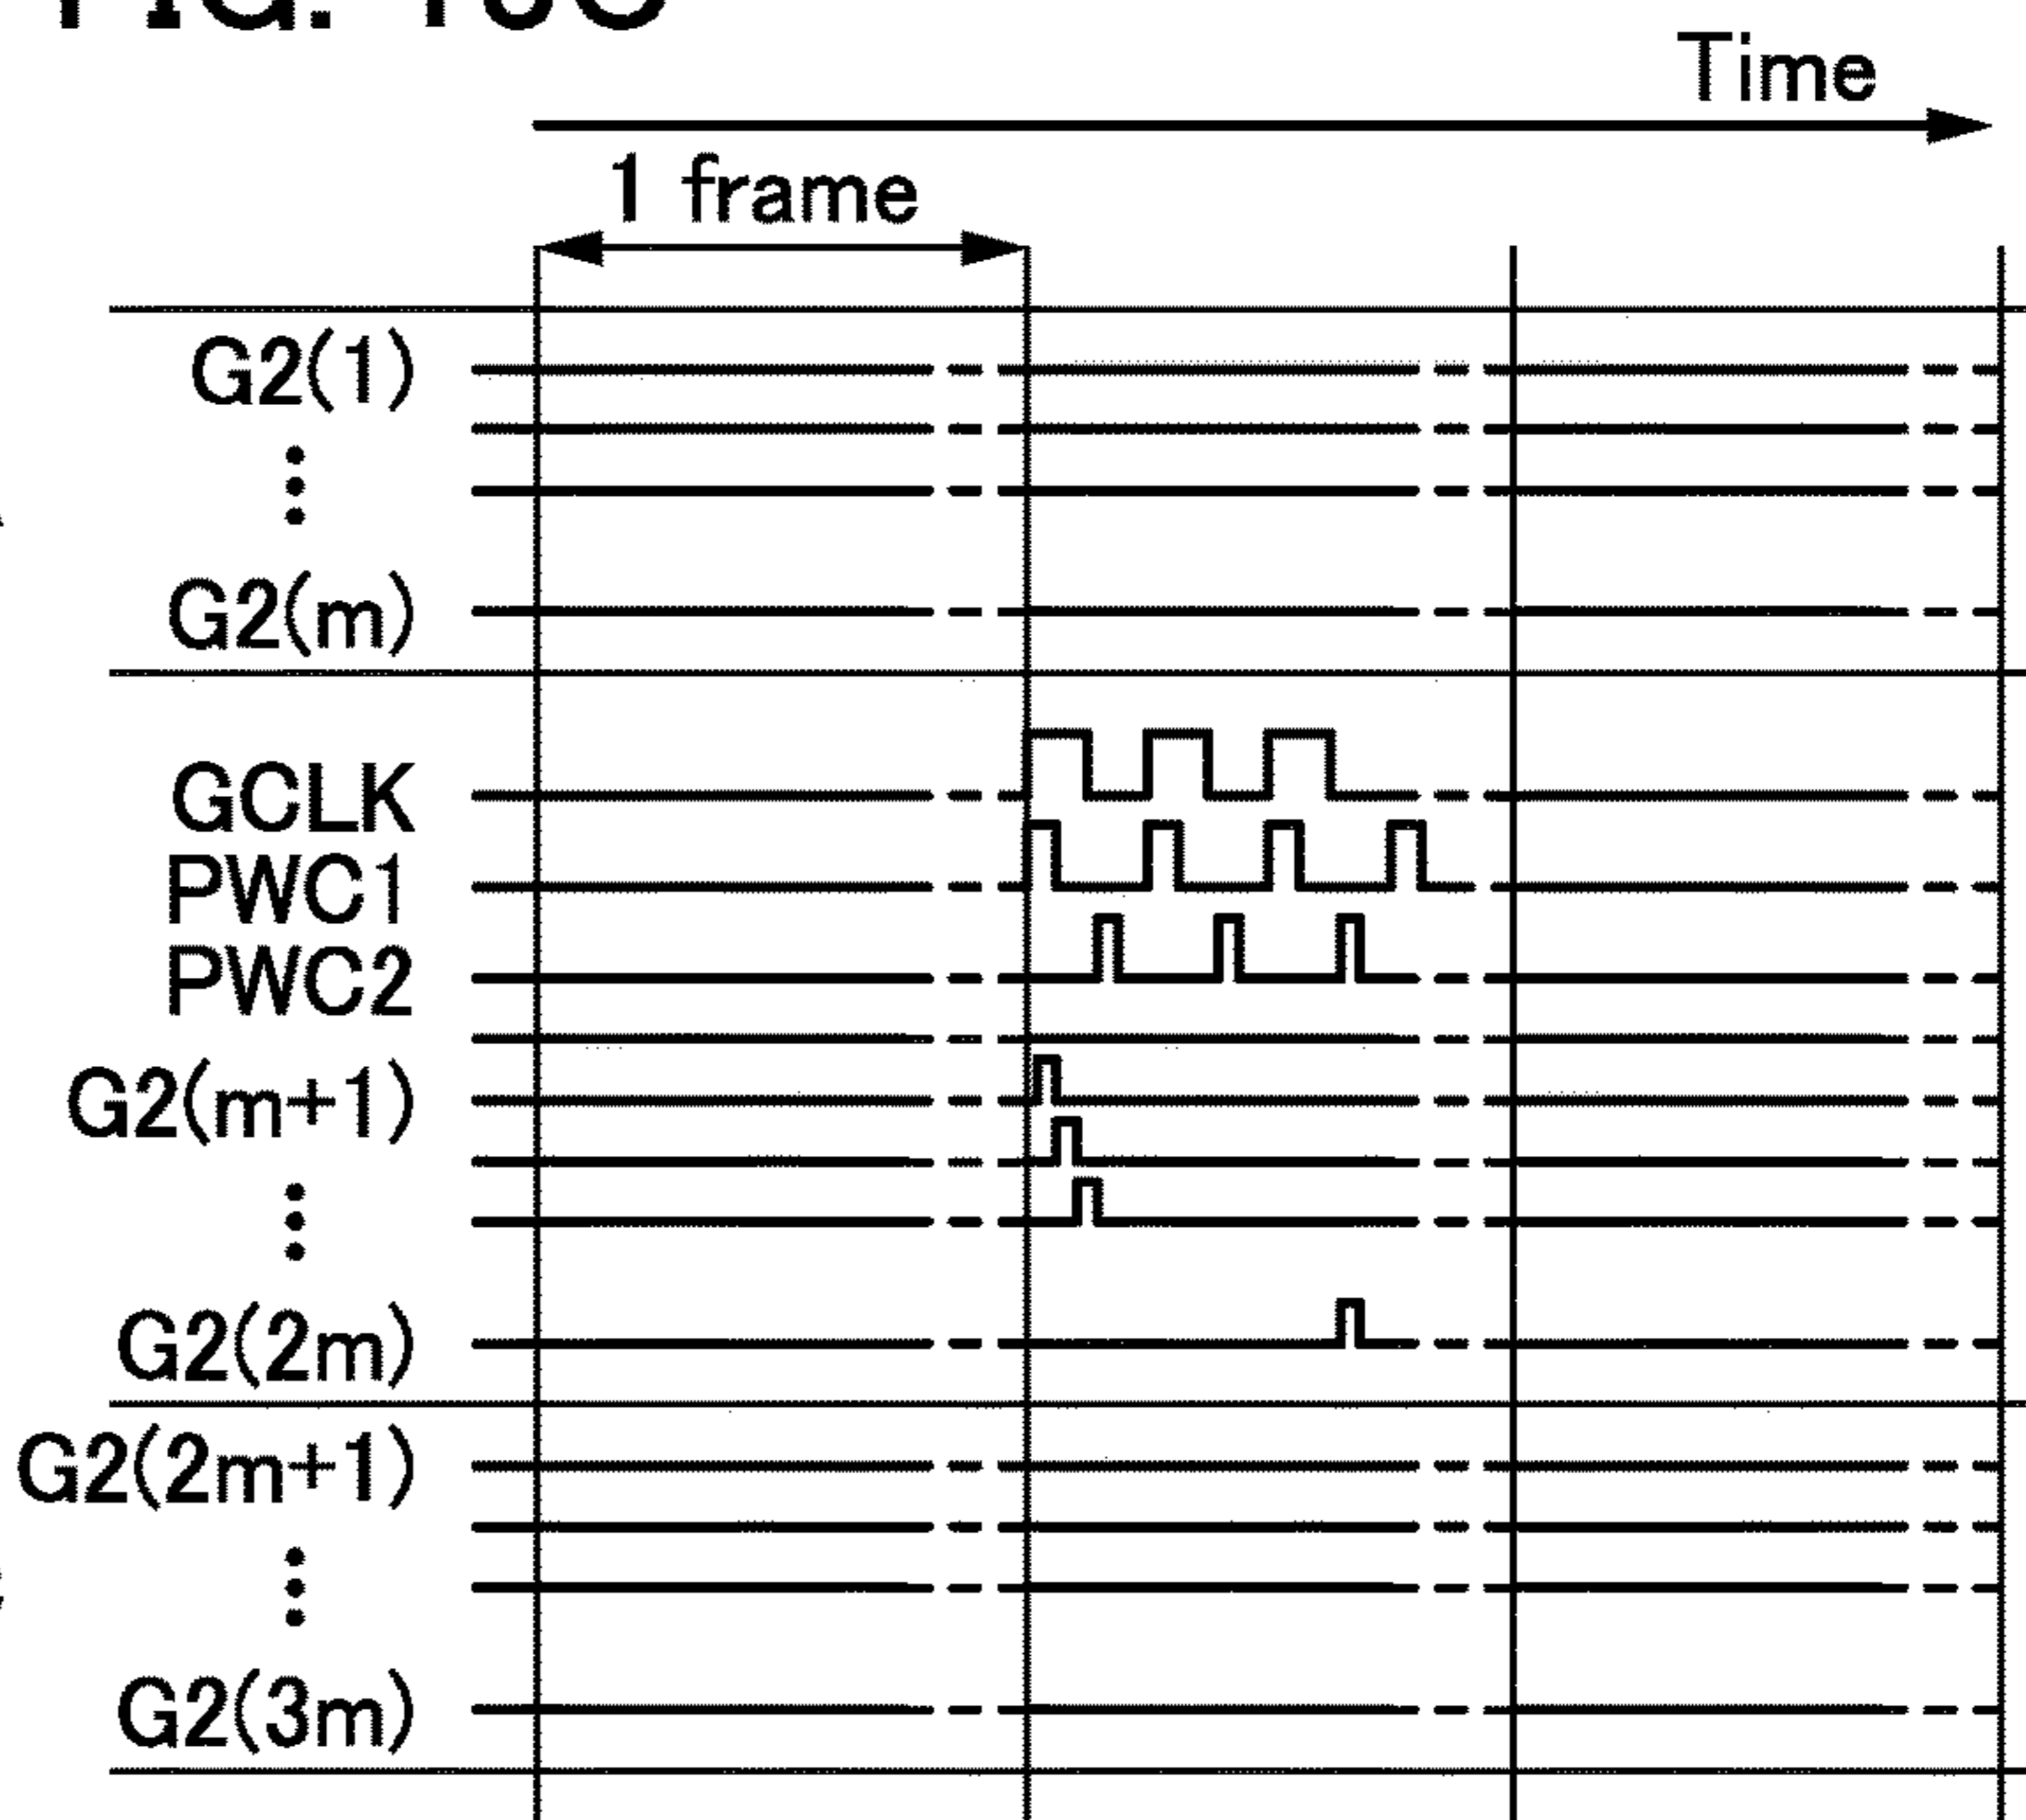 Time
1 frame
G2(1)
G2(m)
GCLK
PWC1
PWC2
G2(m+1)
G2(2m)
G2(2m+1)
G2(3m)